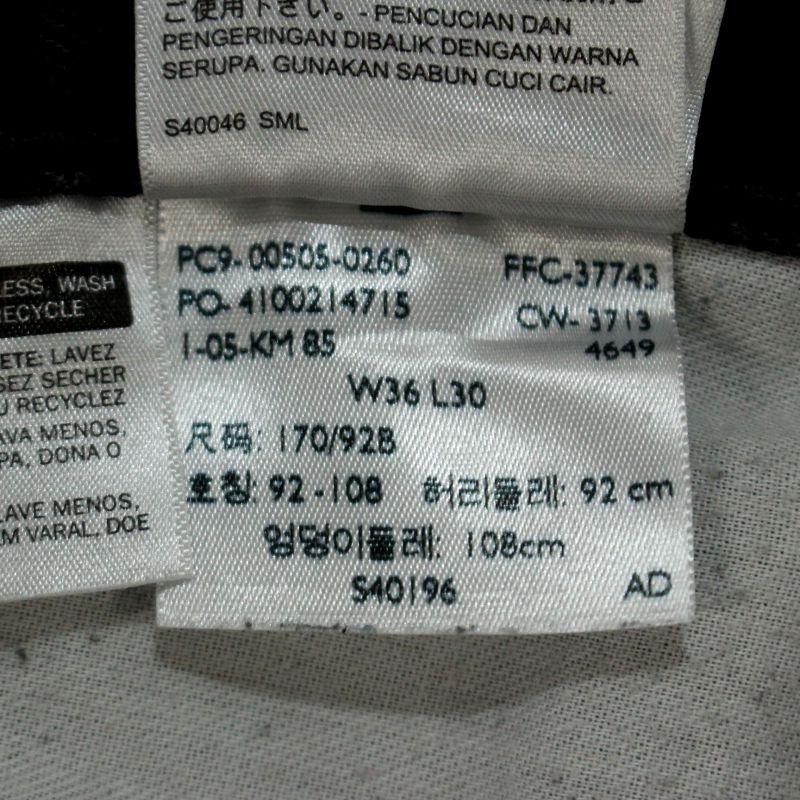 ご使用下さい。- PENCUCIAN DAN
PENGERINGAN DIBALIK DENGAN WARNA
SERUPA. GUNAKAN SABUN CUCI CAIR.
S40046 SML
ESS, WASH
RECYCLE
ETE: LAVEZ
SEZ SECHER
U RECYCLEZ
AVA MENOS,
PA, DONA O
LAVE MENOS,
M VARAL, DOE
PC9-00505-0260 FFC-37743
PO-4100214715 CW-3713
1-05-KM 85 4649
W36 L30
尺码: 170/92B
호칭: 92-108 허리둘레: 92 cm
엉덩이둘레: 108cm
S40196 AD